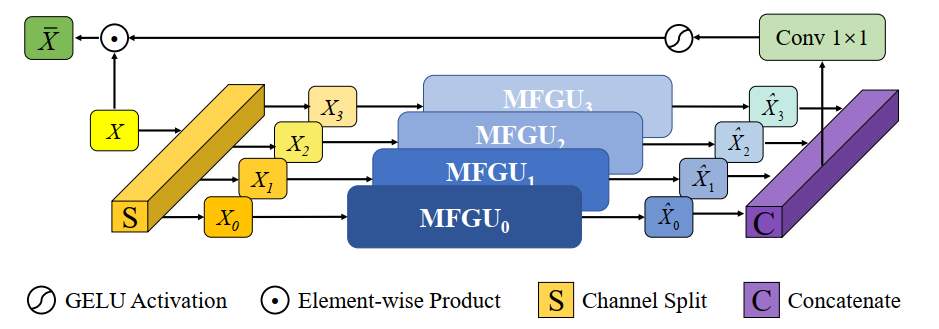 X̄
Conv 1×1
X
X₃
MFGU₃
X̂₃
X₂
MFGU₂
X̂₂
X₁
MFGU₁
X̂₁
X₀
MFGU₀
X̂₀
S
C
GELU Activation
Element-wise Product
S Channel Split
C Concatenate